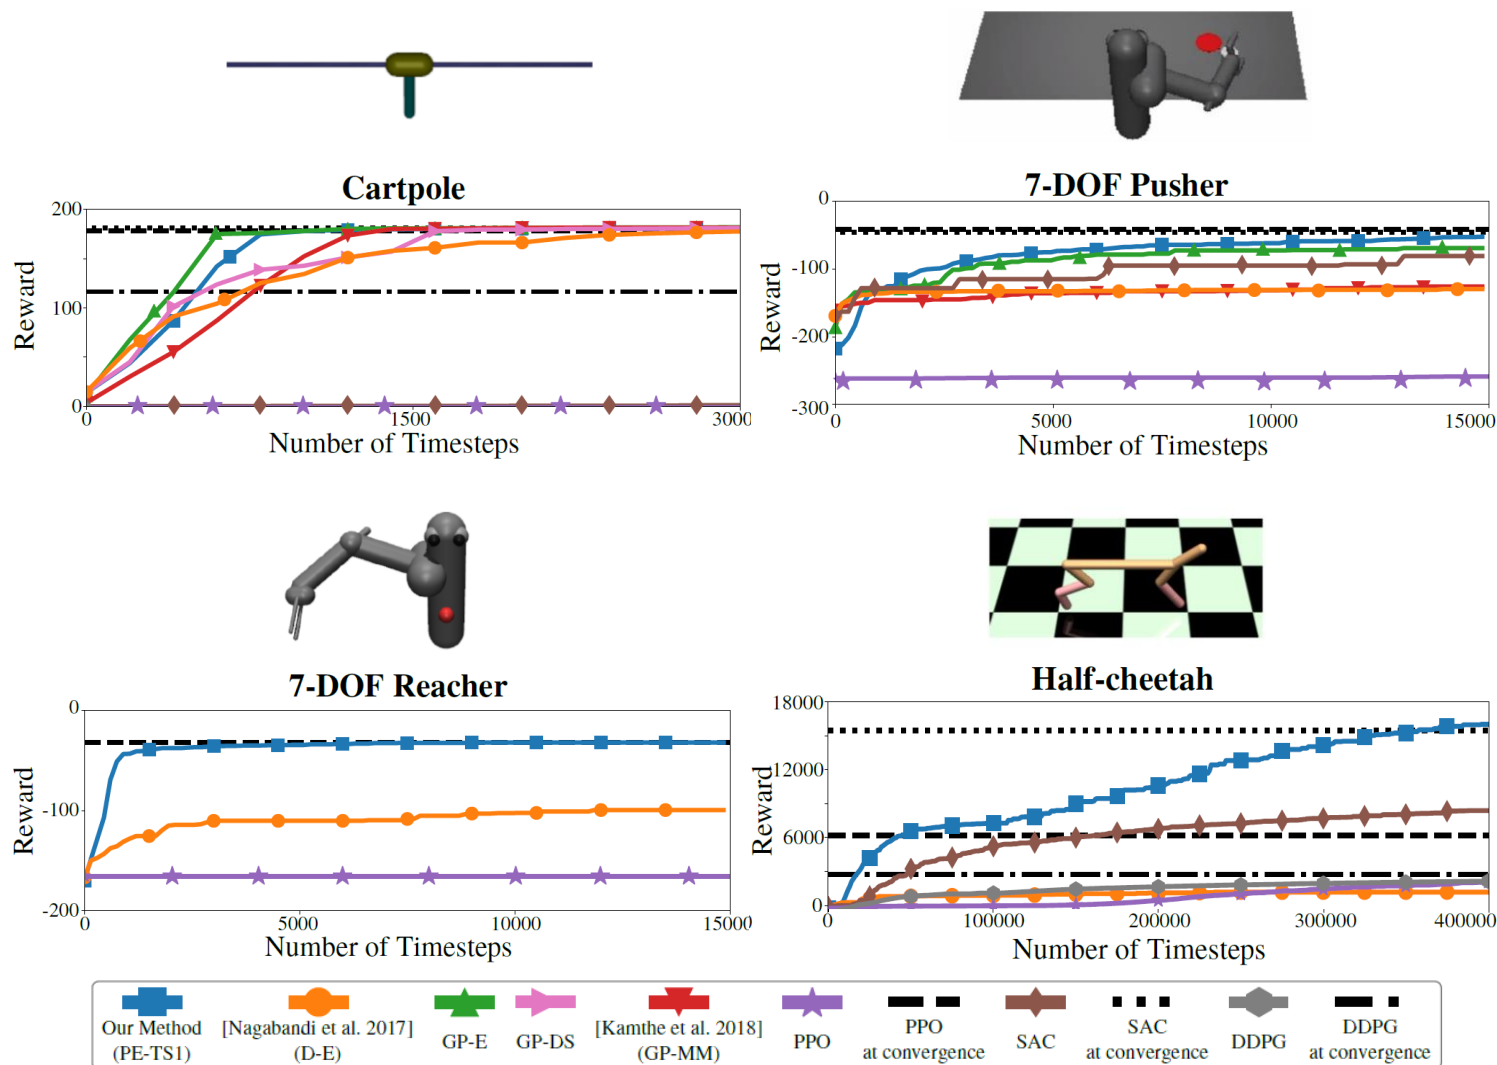 Cartpole
200
100
0
Reward
0
1500
3000
Number of Timesteps
7-DOF Pusher
0
-100
-200
-300
Reward
0
5000
10000
15000
Number of Timesteps
7-DOF Reacher
0
-100
-200
Reward
0
5000
10000
15000
Number of Timesteps
Half-cheetah
18000
12000
6000
0
Reward
0
100000
200000
300000
400000
Number of Timesteps
Our Method
(PE-TS1)
[Nagabandi et al. 2017]
(D-E)
GP-E
GP-DS
[Kamthe et al. 2018]
(GP-MM)
PPO
PPO
at convergence
SAC
SAC
at convergence
DDPG
DDPG
at convergence